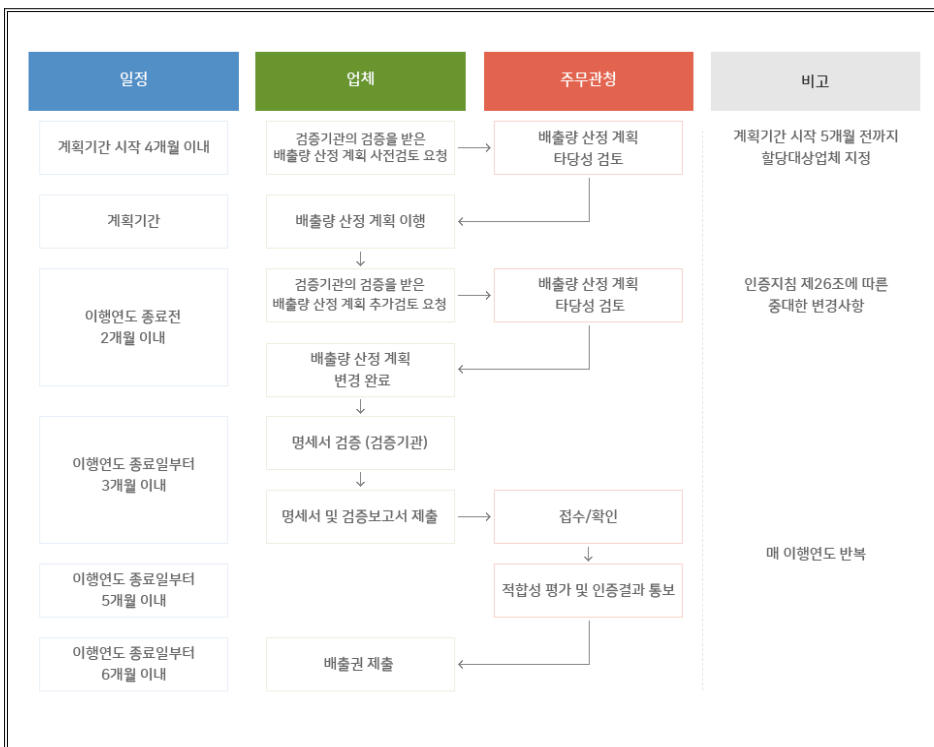 일정
업체
주무관청
비고
계획기간 시작 4개월 이내
검증기관의 검증을 받은
배출량 산정 계획 사전검토 요청
배출량 산정 계획
타당성 검토
계획기간 시작 5개월 전까지
할당대상업체 지정
계획기간
배출량 산정 계획 이행
이행연도 종료전
2개월 이내
검증기관의 검증을 받은
배출량 산정 계획 추가검토 요청
배출량 산정 계획
타당성 검토
인증지침 제26조에 따른
중대한 변경사항
배출량 산정 계획
변경 완료
이행연도 종료일부터
3개월 이내
명세서 검증 (검증기관)
명세서 및 검증보고서 제출
접수/확인
매 이행연도 반복
이행연도 종료일부터
5개월 이내
적합성 평가 및 인증결과 통보
이행연도 종료일부터
6개월 이내
배출권 제출